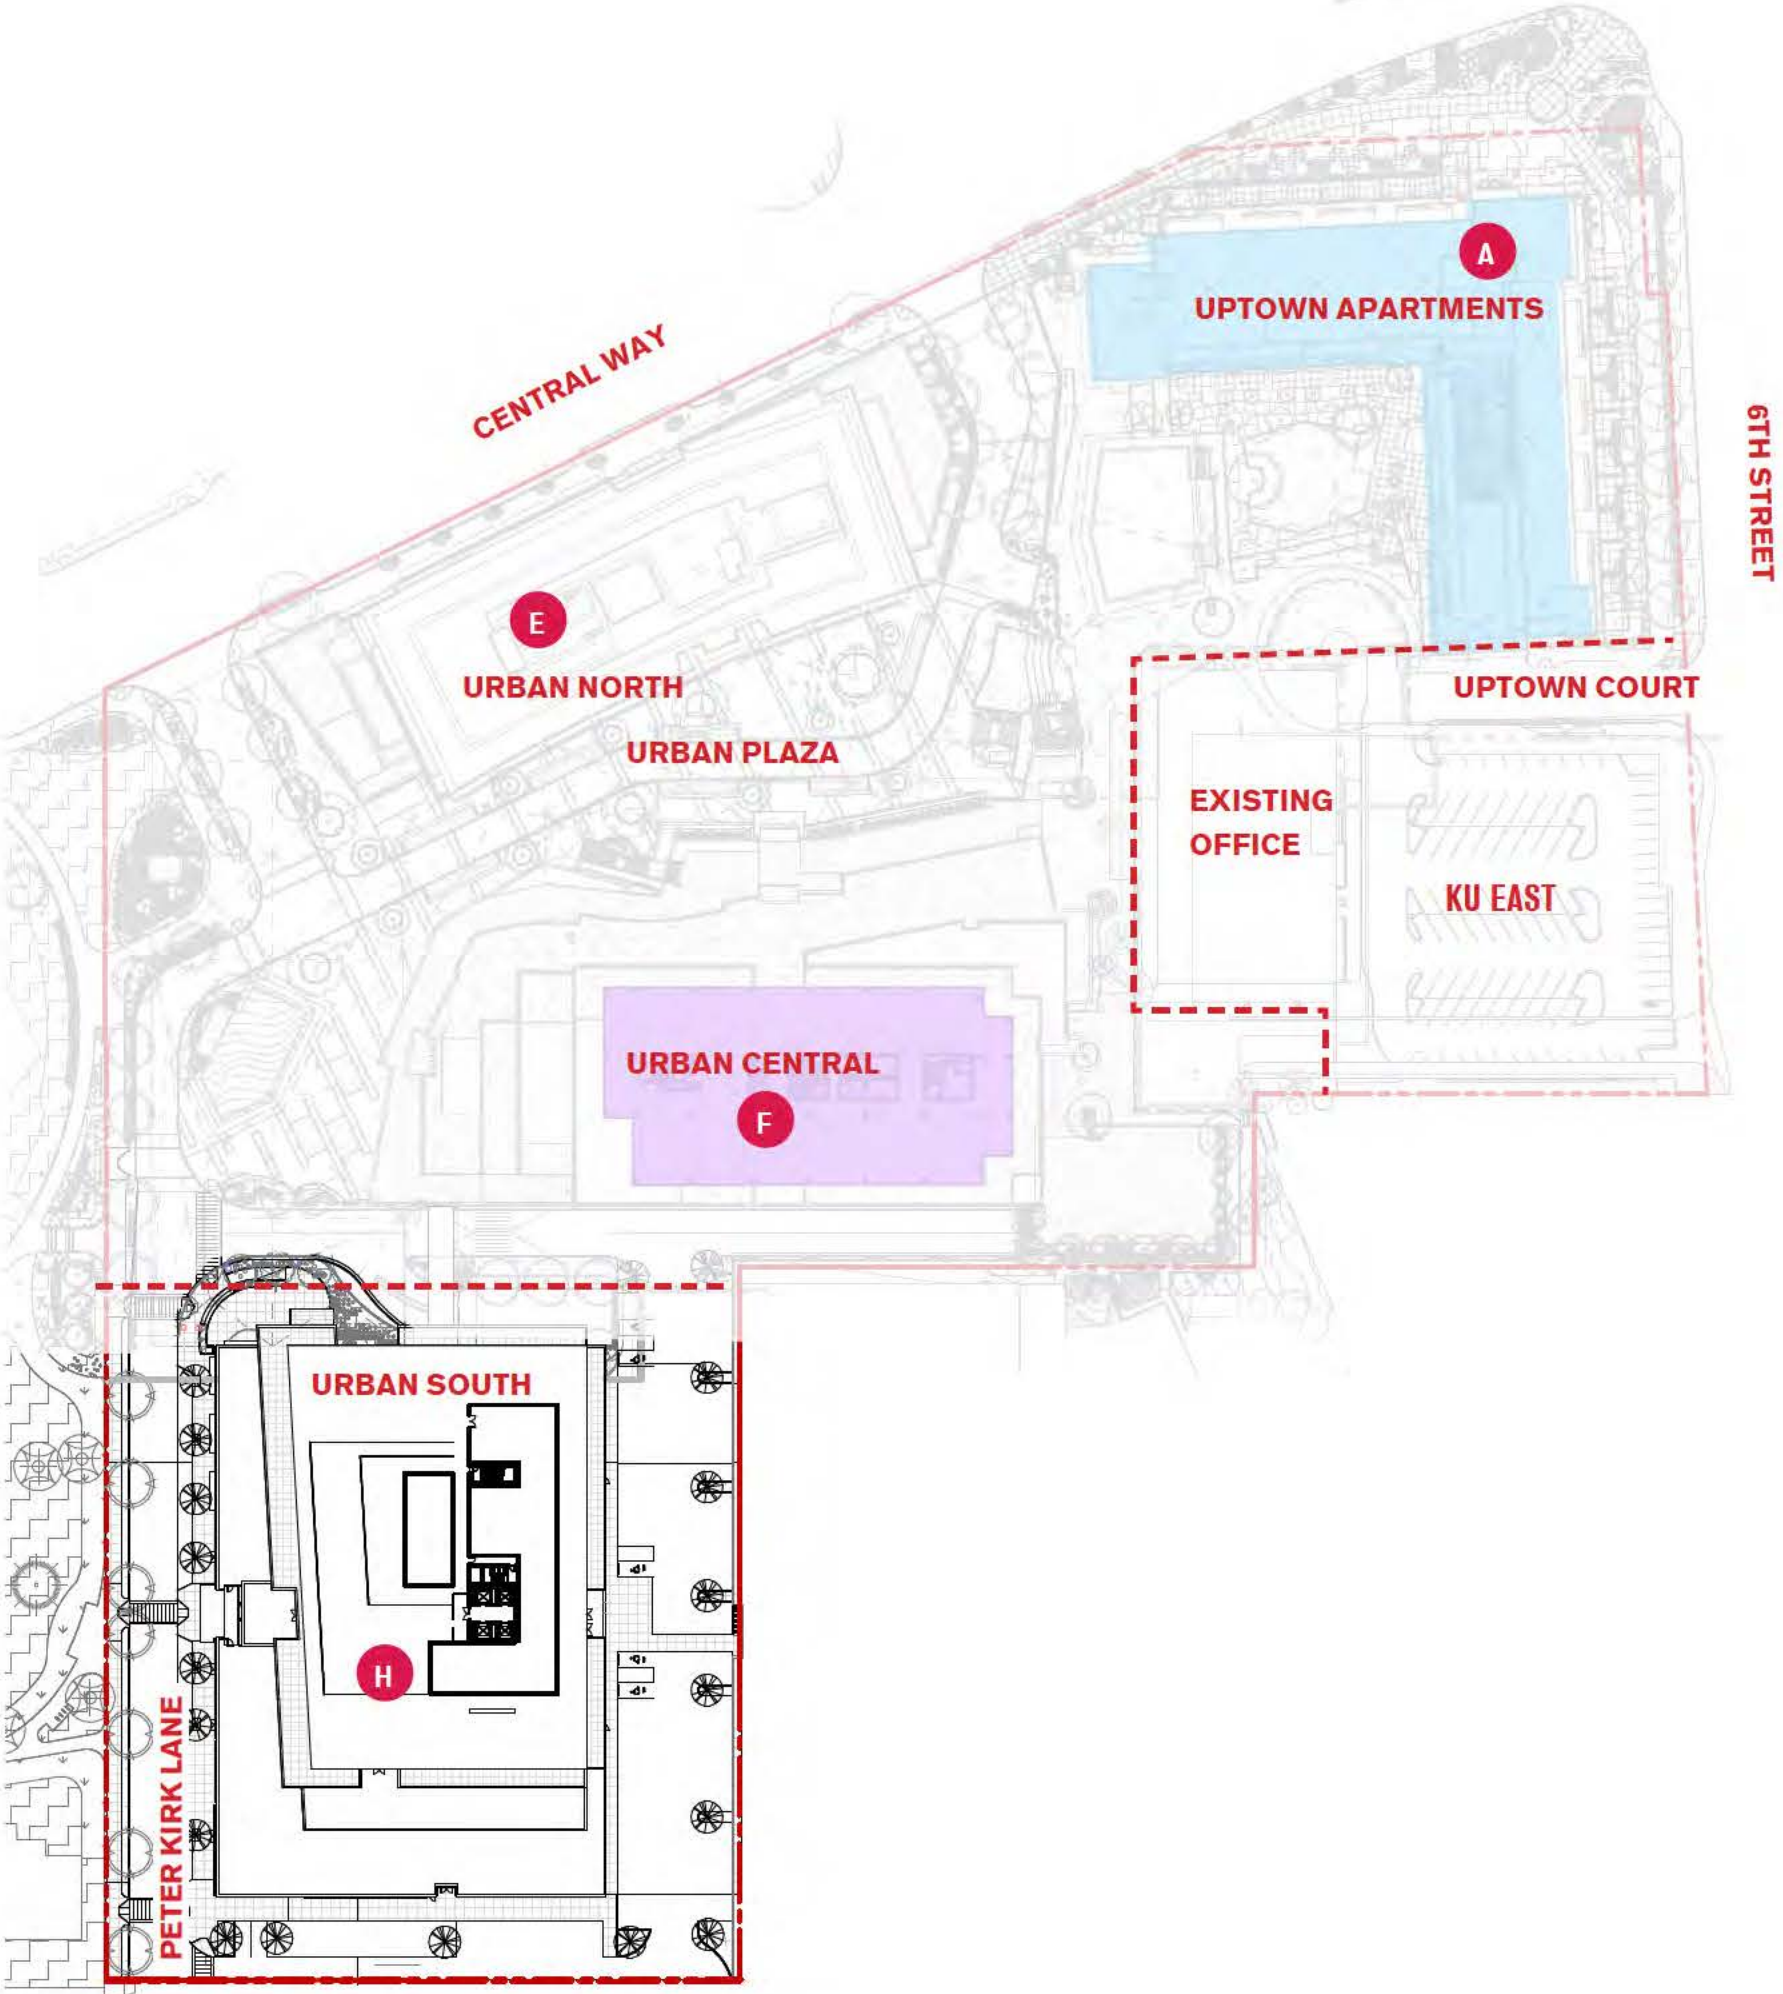 A
UPTOWN APARTMENTS
CENTRAL WAY
6TH STREET
E
URBAN NORTH
UPTOWN COURT
URBAN PLAZA
EXISTING
OFFICE
KU EAST
URBAN CENTRAL
F
URBAN SOUTH
H
PETER KIRK LANE